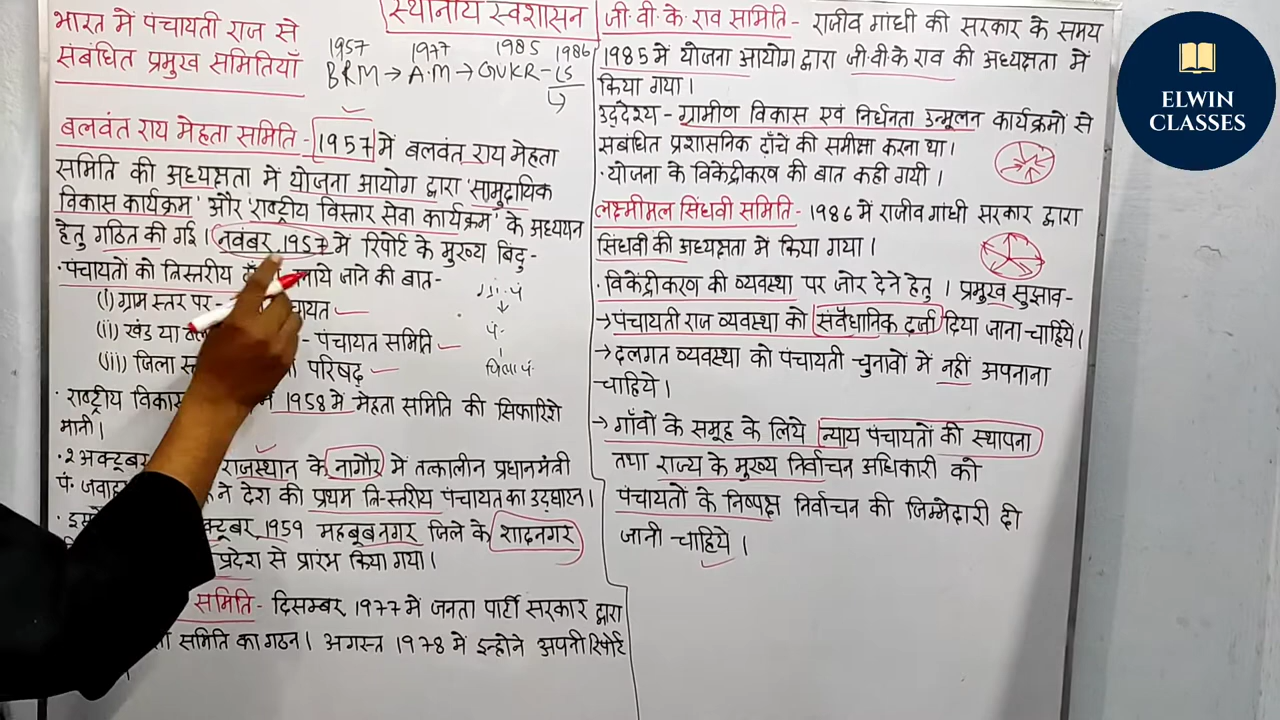 स्थानीय स्वशासन
भारत में पंचायती राज से
संबंधित प्रमुख समितियाँ
1957 1977 1985 1986
BRM → A.M → GVKR - LS
बलवंत राय मेहता समिति - 1957 में बलवंत राय मेहता
समिति की अध्यक्षता में योजना आयोग द्वारा 'सामुदायिक
विकास कार्यक्रम' और 'राष्ट्रीय विस्तार सेवा कार्यक्रम' के अध्ययन
हेतु गठित की गई। नवंबर 1957 में रिपोर्ट के मुख्य बिंदु -
· पंचायतों को त्रिस्तरीय जाये जाने की बात -
(i) ग्राम स्तर पर -
(ii) खंड या - पंचायत समिति
(iii) जिला परिषद
· राष्ट्रीय विकास 1958 में मेहता समिति की सिफारिशे
मानी।
· 2 अक्टूबर राजस्थान के नागौर में तत्कालीन प्रधानमंत्री
पं. ने देश की प्रथम त्रि-स्तरीय पंचायत का उद्घाटन।
1959 महबूबनगर जिले के शादनगर
प्रदेश से प्रारंभ किया गया।
समिति - दिसम्बर 1977 में जनता पार्टी सरकार द्वारा
समिति का गठन। अगस्त 1978 में इन्होने अपनी रिपोर्ट
जी. वी. के. राव समिति - राजीव गांधी की सरकार के समय
1985 में योजना आयोग द्वारा जी.वी.के राव की अध्यक्षता में
किया गया।
उद्देश्य - ग्रामीण विकास एवं निर्धनता उन्मूलन कार्यक्रमों से
संबंधित प्रशासनिक ढाँचें की समीक्षा करना था।
· योजना के विकेंद्रीकरण की बात कही गयी।
लक्ष्मीमल सिंघवी समिति - 1986 में राजीव गांधी सरकार द्वारा
सिंघवी की अध्यक्षता में किया गया।
· विकेंद्रीकरण की व्यवस्था पर जोर देने हेतु। प्रमुख सुझाव -
→ पंचायती राज व्यवस्था को संवैधानिक दर्जा दिया जाना चाहिये।
→ दलगत व्यवस्था को पंचायती चुनावों में नहीं अपनाना
चाहिये।
→ गाँवों के समूह के लिये न्याय पंचायतों की स्थापना
तथा राज्य के मुख्य निर्वाचन अधिकारी को
पंचायतों के निष्पक्ष निर्वाचन की जिम्मेदारी दी
जानी चाहिये।
ELWIN
CLASSES